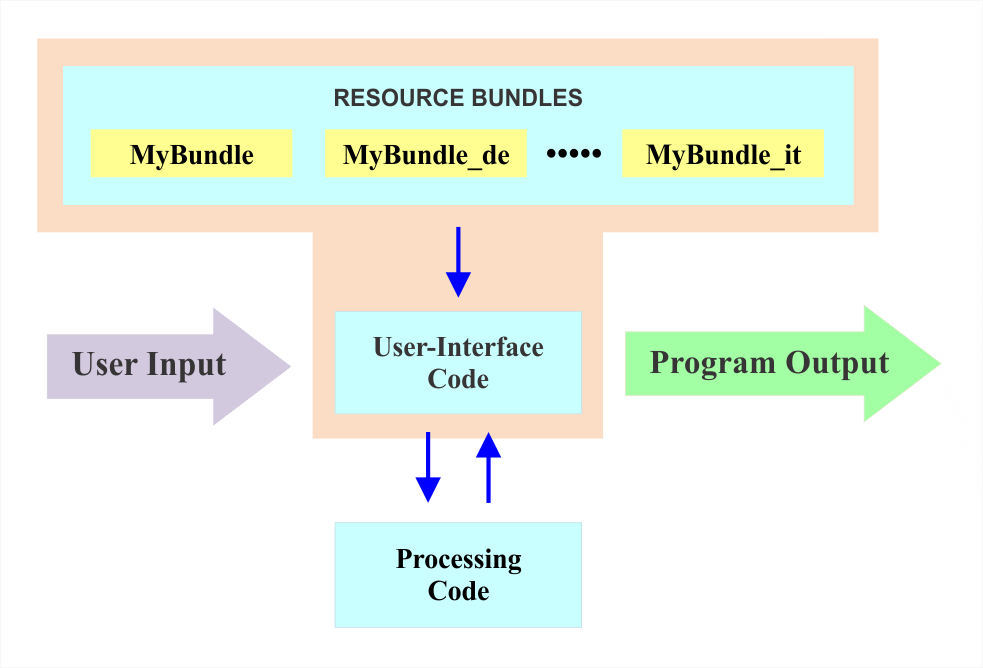 RESOURCE BUNDLES
MyBundle MyBundle_de ••••• MyBundle_it
User Input
User-Interface
Code
Program Output
Processing
Code